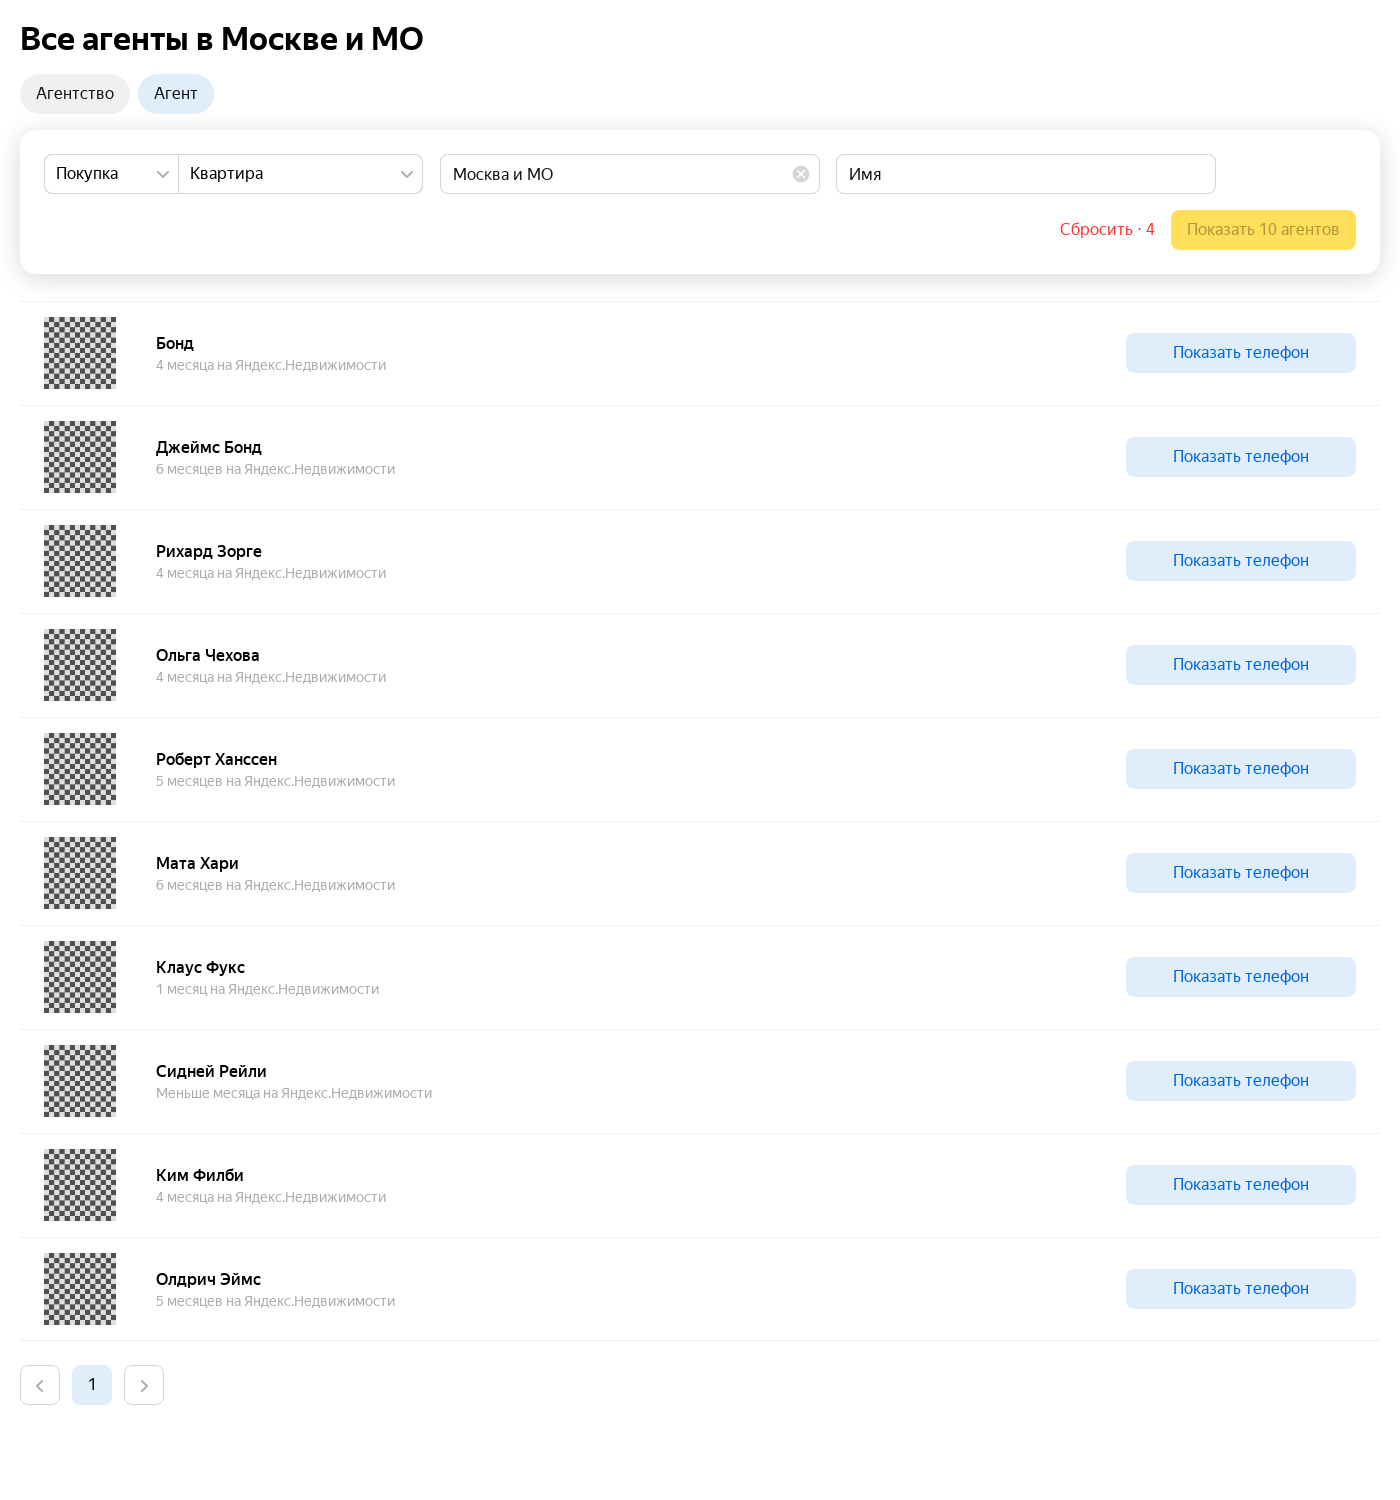 Все агенты в Москве и МО
Агентство Агент
Покупка Квартира Москва и МО Имя
Сбросить · 4 Показать 10 агентов
Бонд
4 месяца на Яндекс.Недвижимости
Показать телефон
Джеймс Бонд
6 месяцев на Яндекс.Недвижимости
Показать телефон
Рихард Зорге
4 месяца на Яндекс.Недвижимости
Показать телефон
Ольга Чехова
4 месяца на Яндекс.Недвижимости
Показать телефон
Роберт Ханссен
5 месяцев на Яндекс.Недвижимости
Показать телефон
Мата Хари
6 месяцев на Яндекс.Недвижимости
Показать телефон
Клаус Фукс
1 месяц на Яндекс.Недвижимости
Показать телефон
Сидней Рейли
Меньше месяца на Яндекс.Недвижимости
Показать телефон
Ким Филби
4 месяца на Яндекс.Недвижимости
Показать телефон
Олдрич Эймс
5 месяцев на Яндекс.Недвижимости
Показать телефон
1